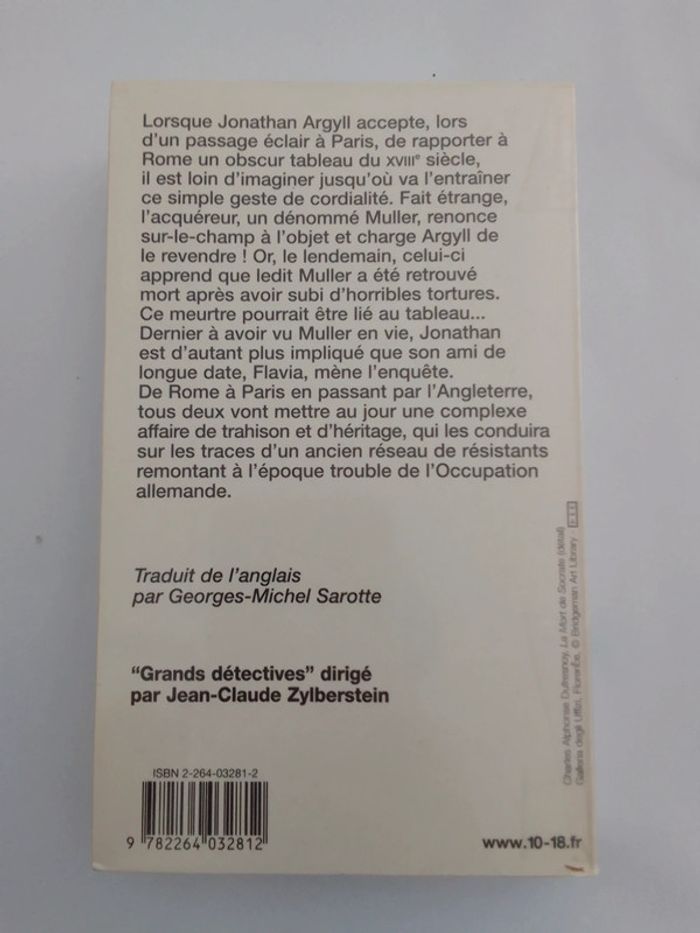 Lorsque Jonathan Argyll accepte, lors
d'un passage éclair à Paris, de rapporter à
Rome un obscur tableau du XVIIIe siècle,
il est loin d'imaginer jusqu'où va l'entraîner
ce simple geste de cordialité. Fait étrange,
l'acquéreur, un dénommé Muller, renonce
sur-le-champ à l'objet et charge Argyll de
le revendre ! Or, le lendemain, celui-ci
apprend que ledit Muller a été retrouvé
mort après avoir subi d'horribles tortures.
Ce meurtre pourrait être lié au tableau...
Dernier à avoir vu Muller en vie, Jonathan
est d'autant plus impliqué que son ami de
longue date, Flavia, mène l'enquête.
De Rome à Paris en passant par l'Angleterre,
tous deux vont mettre au jour une complexe
affaire de trahison et d'héritage, qui les conduira
sur les traces d'un ancien réseau de résistants
remontant à l'époque trouble de l'Occupation
allemande.
Traduit de l'anglais
par Georges-Michel Sarotte
"Grands détectives" dirigé
par Jean-Claude Zylberstein
ISBN 2-264-03281-2
9 782264 032812
www.10-18.fr
Charles Alphonse Dufresnoy, La Mort de Socrate (détail)
Galleria degli Uffizi, Florence, © Bridgeman Art Library